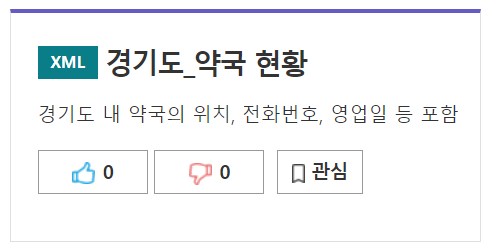 XML 경기도_약국 현황
경기도 내 약국의 위치, 전화번호, 영업일 등 포함
0 0 관심